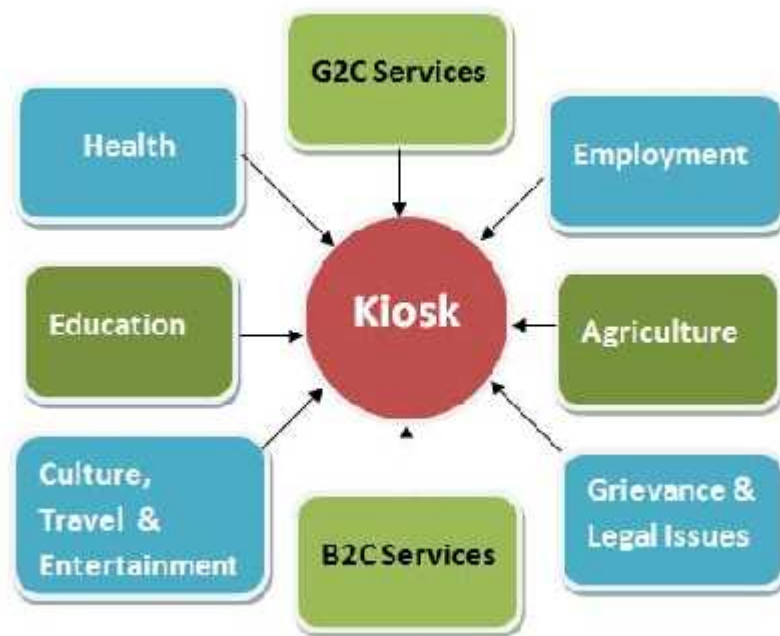 G2C Services
Health
Employment
Kiosk
Education
Agriculture
Culture,
Travel &
Entertainment
Grievance &
Legal Issues
B2C Services